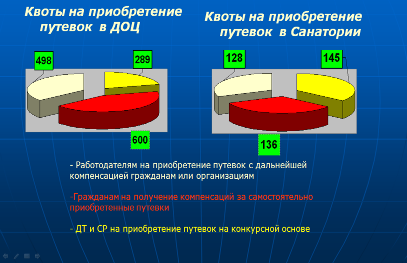 Квоты на приобретение
путевок в ДОЦ
Квоты на приобретение
путевок в Санатории
498
289
600
128
145
136
- Работодателям на приобретение путевок с дальнейшей
компенсацией гражданам или организациям
-Гражданам на получение компенсаций за самостоятельно
приобретенные путевки
- ДТ и СР на приобретение путевок на конкурсной основе